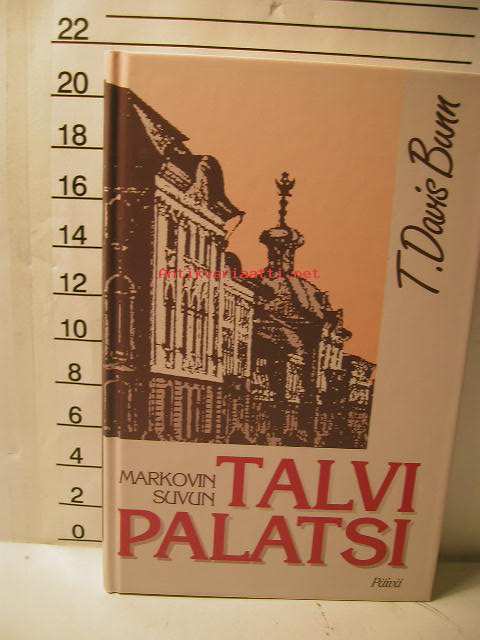 22
20
18
16
14
12
10
8
6
4
2
0
T. Davis Bunn
Antikvariaatti.net
MARKOVIN
SUVUN
TALVI
PALATSI
Päivä